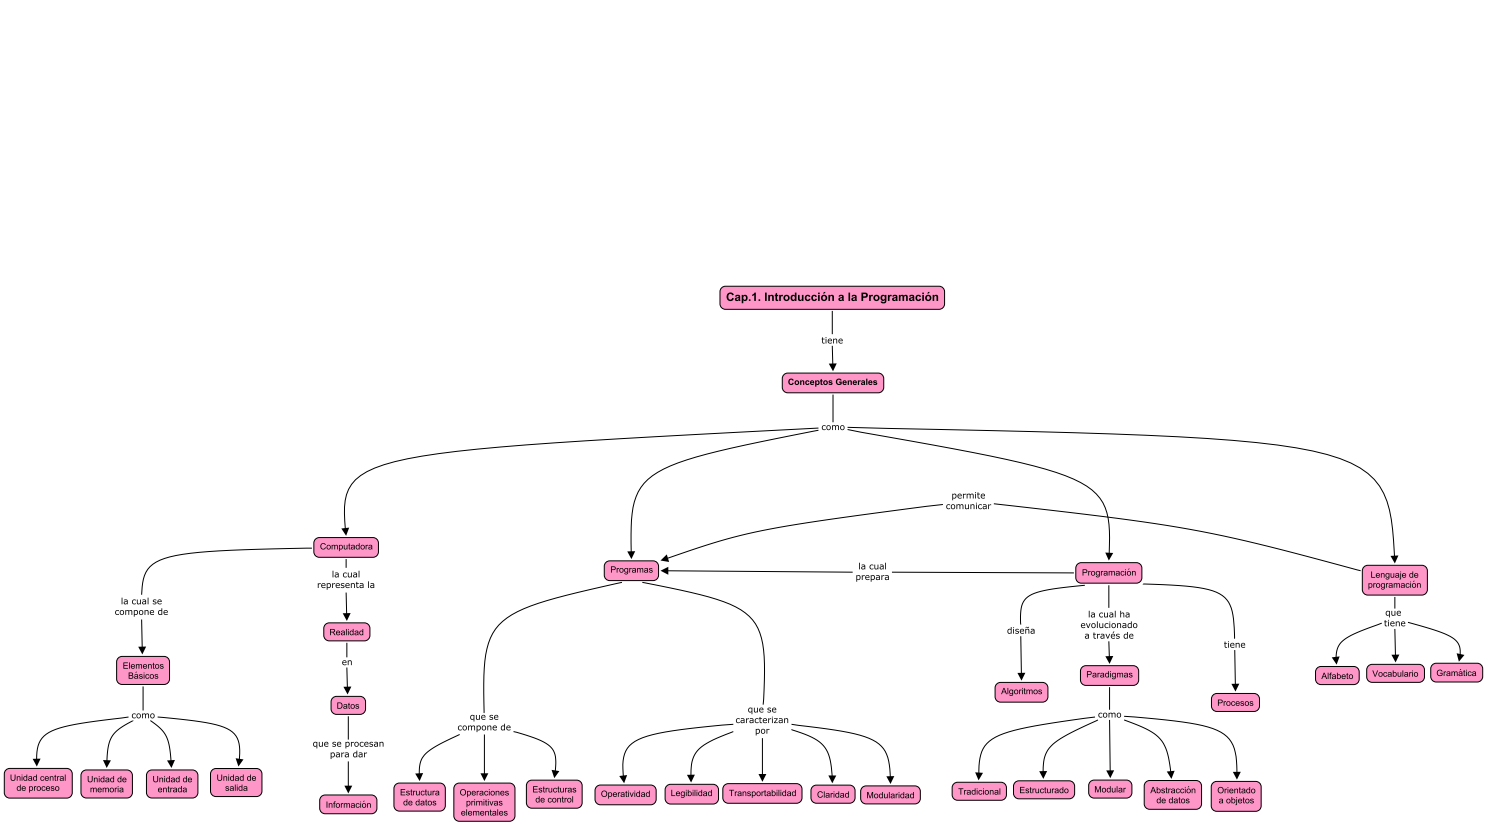 Cap.1. Introducción a la Programación
tiene
Conceptos Generales
como
permite
comunicar
Computadora
Programas
la cual
prepara
Programación
Lenguaje de
programación
la cual
representa la
la cual se
compone de
Realidad
en
Elementos
Básicos
Datos
como
que se procesan
para dar
Unidad central
de proceso
Unidad de
memoria
Unidad de
entrada
Unidad de
salida
Información
que se
compone de
Estructura
de datos
Operaciones
primitivas
elementales
Estructuras
de control
que se
caracterizan
por
Operatividad
Legibilidad
Transportabilidad
Claridad
Modularidad
diseña
la cual ha
evolucionado
a través de
tiene
Algoritmos
Paradigmas
Procesos
como
Tradicional
Estructurado
Modular
Abstracción
de datos
Orientado
a objetos
que
tiene
Alfabeto
Vocabulario
Gramática